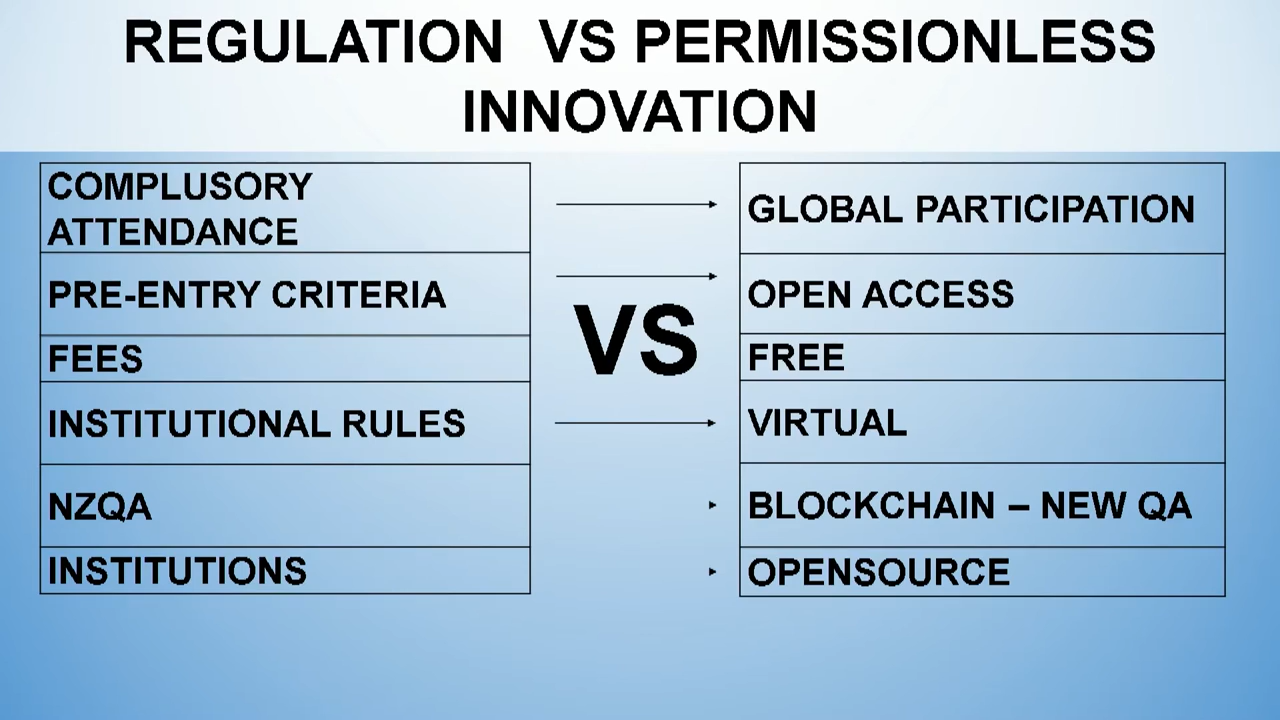 REGULATION VS PERMISSIONLESS
INNOVATION
COMPLUSORY
ATTENDANCE
GLOBAL PARTICIPATION
PRE-ENTRY CRITERIA
OPEN ACCESS
VS
FEES
FREE
INSTITUTIONAL RULES
VIRTUAL
NZQA
BLOCKCHAIN – NEW QA
INSTITUTIONS
OPENSOURCE